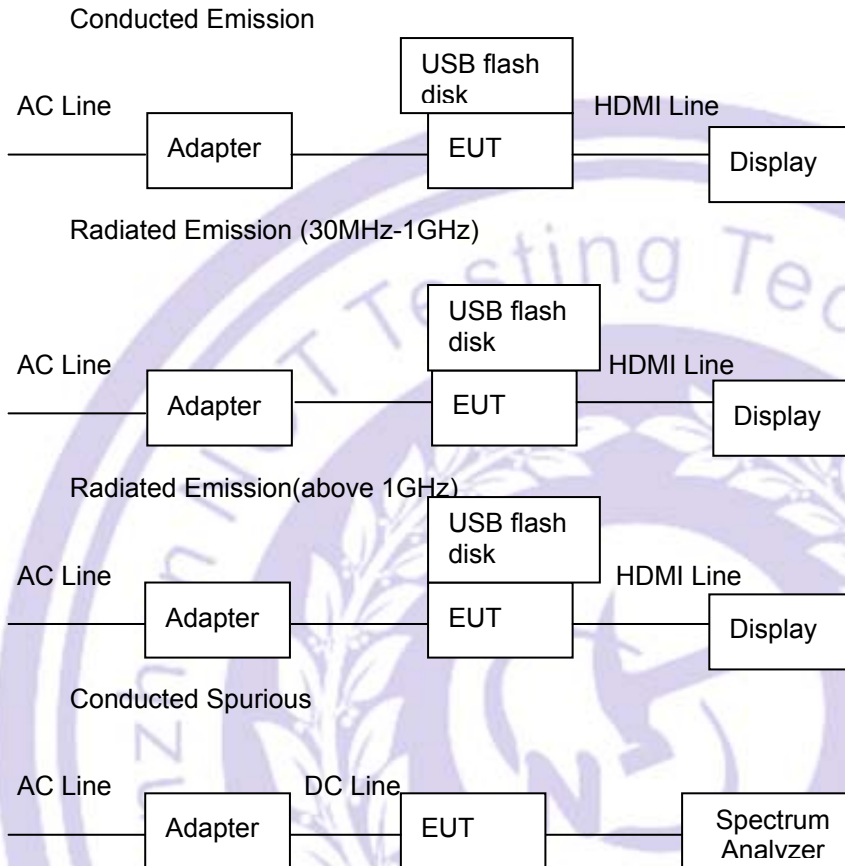 Conducted Emission
USB flash
disk
AC Line
HDMI Line
Adapter
EUT
Display
Radiated Emission (30MHz-1GHz)
USB flash
disk
AC Line
HDMI Line
Adapter
EUT
Display
Radiated Emission(above 1GHz)
USB flash
disk
AC Line
HDMI Line
Adapter
EUT
Display
Conducted Spurious
AC Line
DC Line
Adapter
EUT
Spectrum
Analyzer
Testing